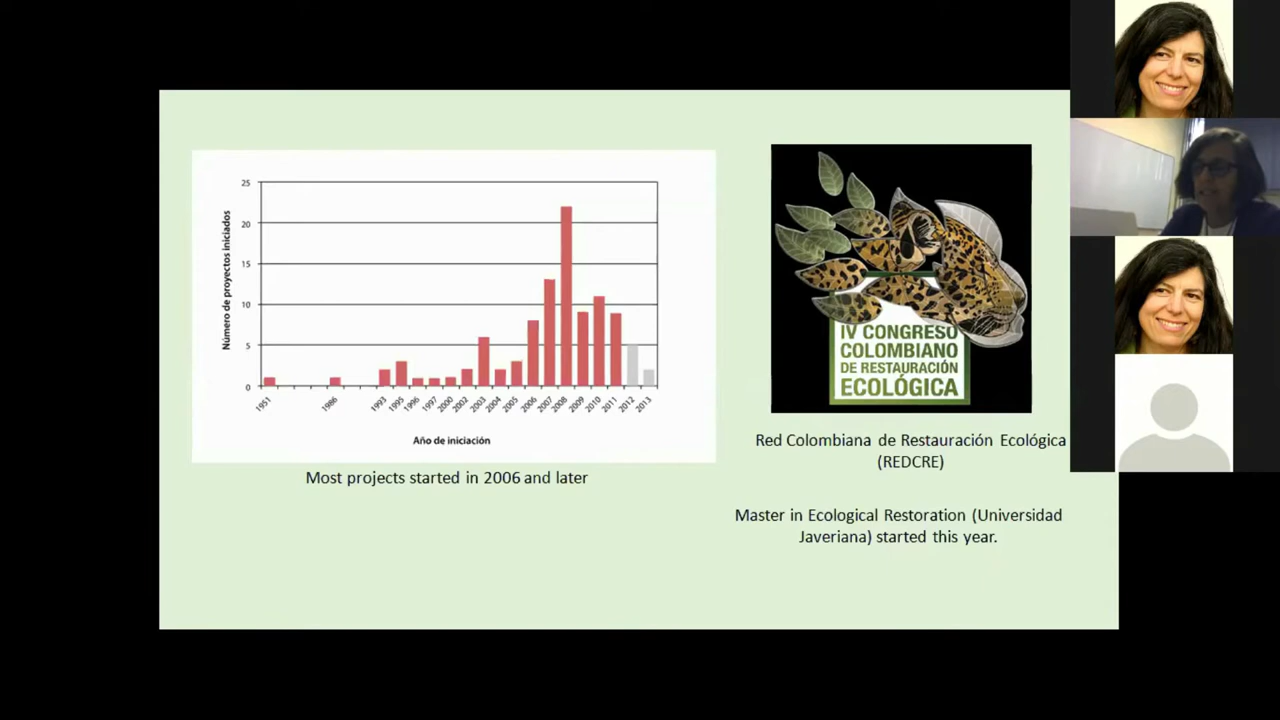 Número de proyectos iniciados
25
20
15
10
5
0
1951
1986
1993
1995
1996
1997
2000
2002
2003
2004
2005
2006
2007
2008
2009
2010
2011
2012
2013
Año de iniciación
Most projects started in 2006 and later
IV CONGRESO
COLOMBIANO
DE RESTAURACIÓN
ECOLÓGICA
Red Colombiana de Restauración Ecológica
(REDCRE)
Master in Ecological Restoration (Universidad
Javeriana) started this year.